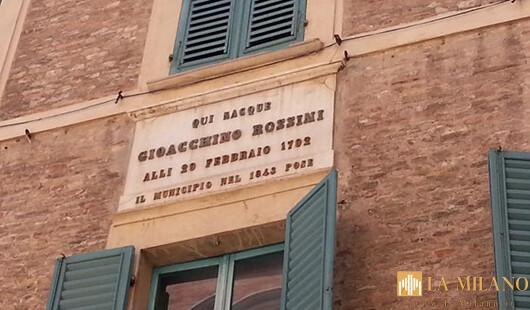 QUI NACQUE
GIOACCHINO ROSSINI
ALLI 29 FEBBRAIO 1792
IL MUNICIPIO NEL 1843 POSE
LA MILANO